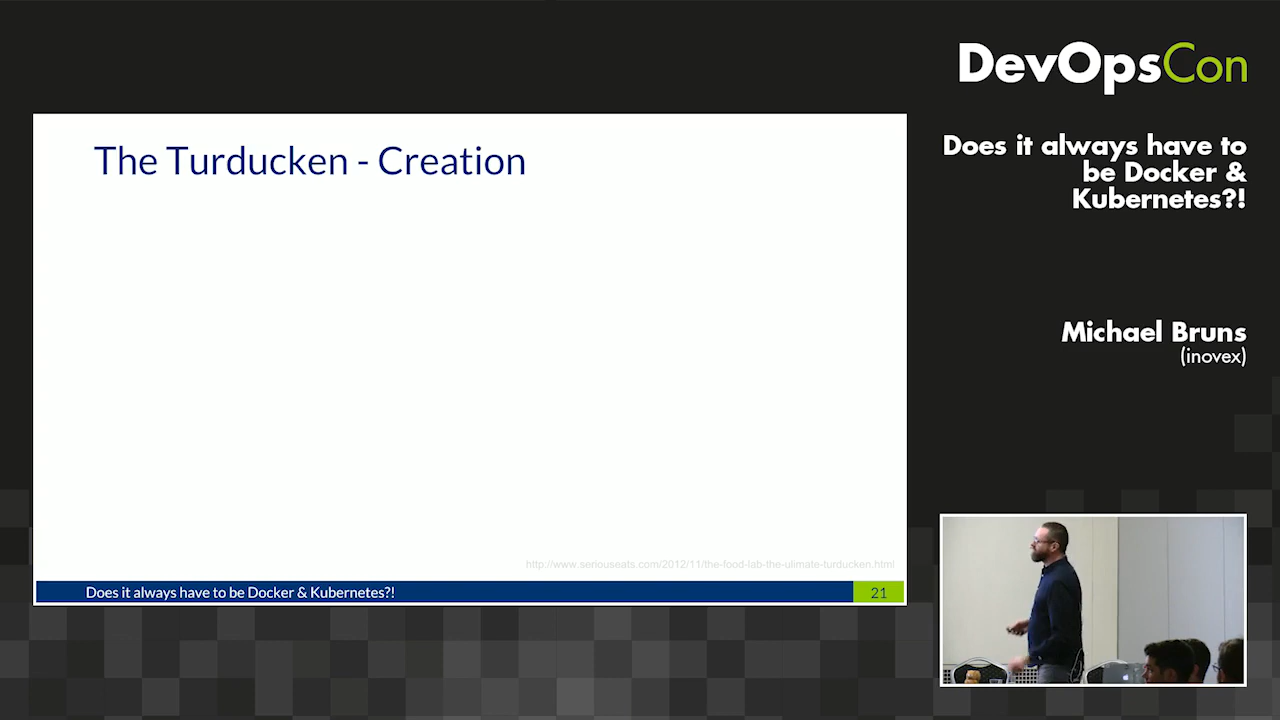 DevOpsCon
Does it always have to
be Docker &
Kubernetes?!
Michael Bruns
(inovex)
The Turducken - Creation
http://www.seriouseats.com/2012/11/the-food-lab-the-ulimate-turducken.html
Does it always have to be Docker & Kubernetes?!
21